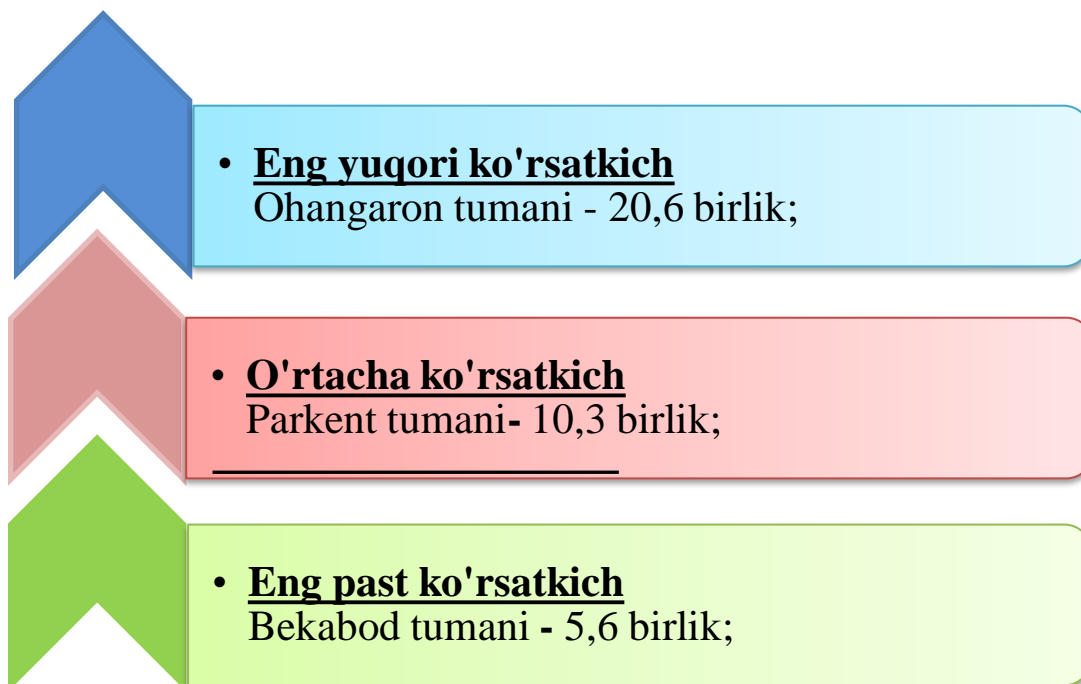 • Eng yuqori ko'rsatkich
Ohangaron tumani - 20,6 birlik;
• O'rtacha ko'rsatkich
Parkent tumani- 10,3 birlik;
• Eng past ko'rsatkich
Bekabod tumani - 5,6 birlik;